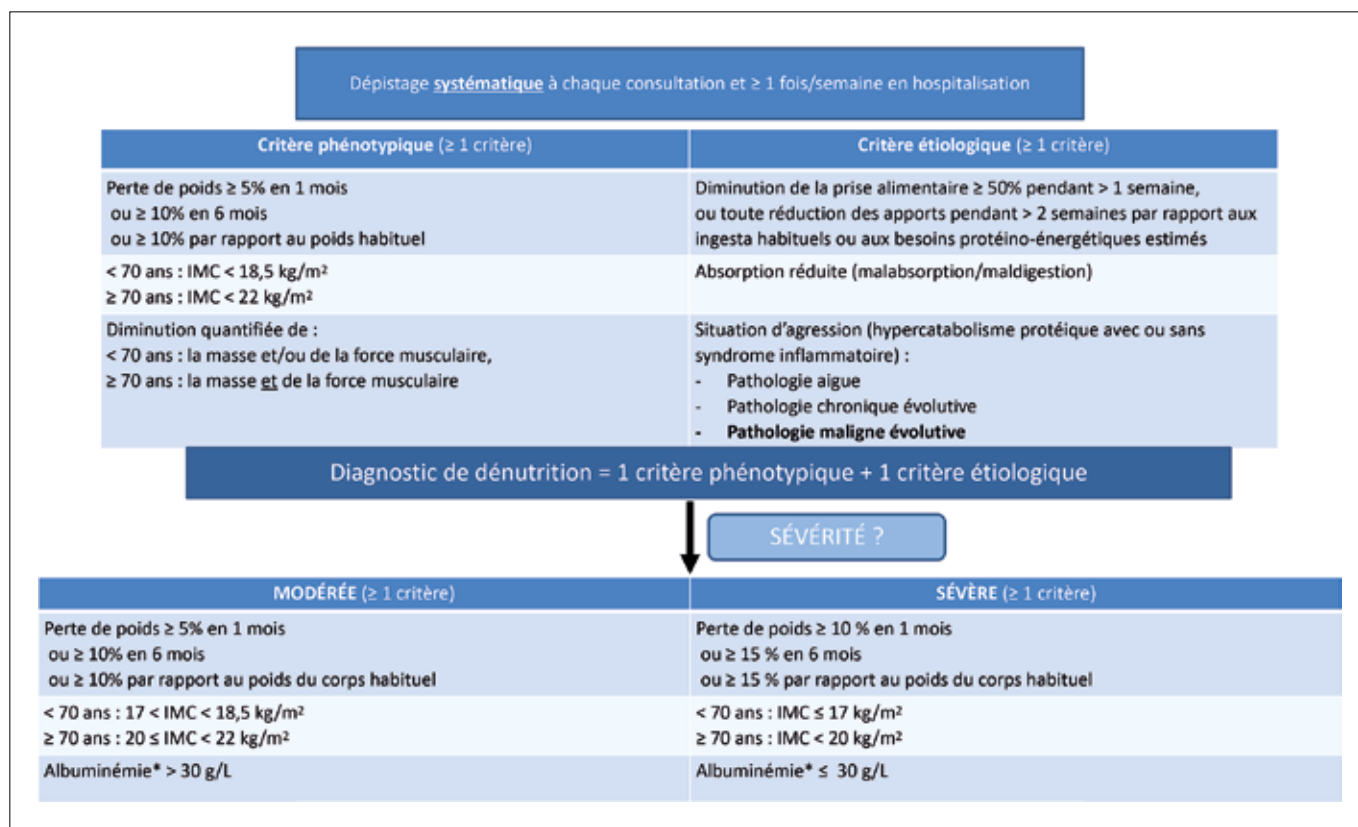 Dépistage systématique à chaque consultation et ≥ 1 fois/semaine en hospitalisation
Critère phénotypique (≥ 1 critère)
Critère étiologique (≥ 1 critère)
Perte de poids ≥ 5% en 1 mois
ou ≥ 10% en 6 mois
ou ≥ 10% par rapport au poids habituel
Diminution de la prise alimentaire ≥ 50% pendant > 1 semaine,
ou toute réduction des apports pendant > 2 semaines par rapport aux
ingesta habituels ou aux besoins protéino-énergétiques estimés
< 70 ans : IMC < 18,5 kg/m²
≥ 70 ans : IMC < 22 kg/m²
Absorption réduite (malabsorption/maldigestion)
Diminution quantifiée de :
< 70 ans : la masse et/ou de la force musculaire,
≥ 70 ans : la masse et de la force musculaire
Situation d'agression (hypercatabolisme protéique avec ou sans
syndrome inflammatoire) :
- Pathologie aigue
- Pathologie chronique évolutive
- Pathologie maligne évolutive
Diagnostic de dénutrition = 1 critère phénotypique + 1 critère étiologique
SÉVÉRITÉ ?
MODÉRÉE (≥ 1 critère)
SÉVÈRE (≥ 1 critère)
Perte de poids ≥ 5% en 1 mois
ou ≥ 10% en 6 mois
ou ≥ 10% par rapport au poids du corps habituel
Perte de poids ≥ 10 % en 1 mois
ou ≥ 15 % en 6 mois
ou ≥ 15 % par rapport au poids du corps habituel
< 70 ans : 17 < IMC < 18,5 kg/m²
≥ 70 ans : 20 ≤ IMC < 22 kg/m²
< 70 ans : IMC ≤ 17 kg/m²
≥ 70 ans : IMC < 20 kg/m²
Albuminémie* > 30 g/L
Albuminémie* ≤ 30 g/L